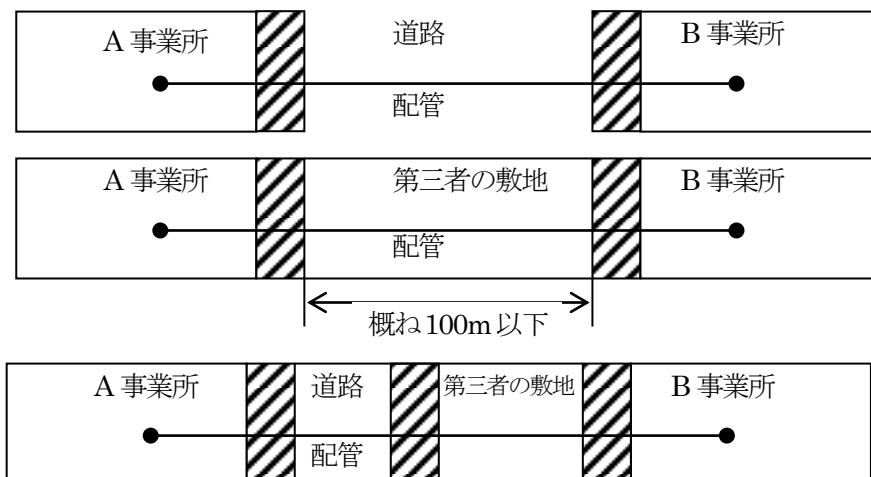 A 事業所 道路 B 事業所
配管
A 事業所 第三者の敷地 B 事業所
配管
概ね 100m 以下
A 事業所 道路 第三者の敷地 B 事業所
配管